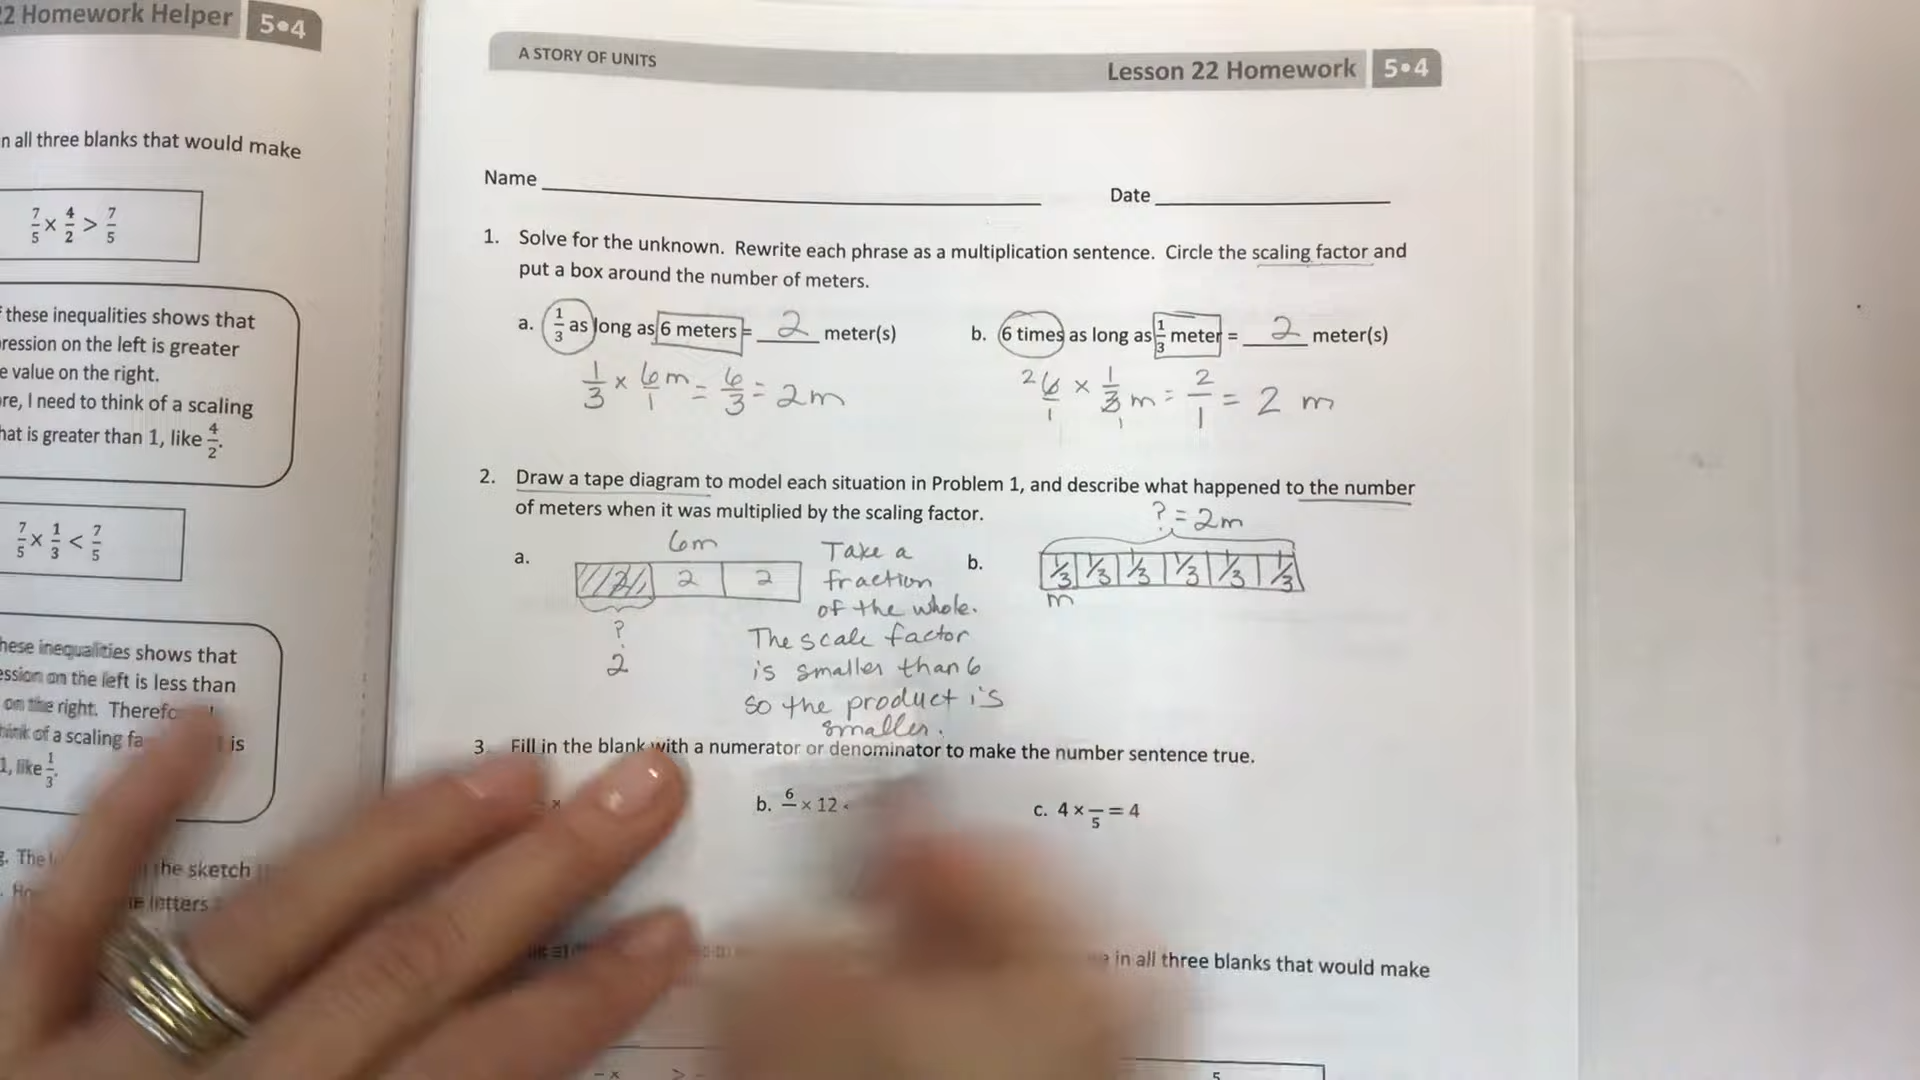 22 Homework Helper 5•4
n all three blanks that would make
7/5 × 4/2 > 7/5
these inequalities shows that
ression on the left is greater
e value on the right.
re, I need to think of a scaling
hat is greater than 1, like 4/2.
7/5 × 1/3 < 7/5
hese inequalities shows that
ession on the left is less than
on the right.
hink of a scaling is
1, like 1/3.
The
the sketch
letters
A STORY OF UNITS
Lesson 22 Homework 5•4
Name
Date
1. Solve for the unknown. Rewrite each phrase as a multiplication sentence. Circle the scaling factor and
put a box around the number of meters.
a. 1/3 as long as 6 meters = 2 meter(s)
1/3 × 6/1 m = 6/3 = 2m
b. 6 times as long as 1/3 meter = 2 meter(s)
2 6/1 × 1/3 m = 2/1 = 2 m
1
2. Draw a tape diagram to model each situation in Problem 1, and describe what happened to the number
of meters when it was multiplied by the scaling factor.
a.
6m
2 2 2
?
2
Take a
fraction
of the whole.
The scale factor
is smaller than 6
so the product is
smaller.
b.
? = 2m
1/3 1/3 1/3 1/3 1/3 1/3
m
3. Fill in the blank with a numerator or denominator to make the number sentence true.
×
b. 6/ × 12 <
c. 4 × /5 = 4
in all three blanks that would make
× >
5